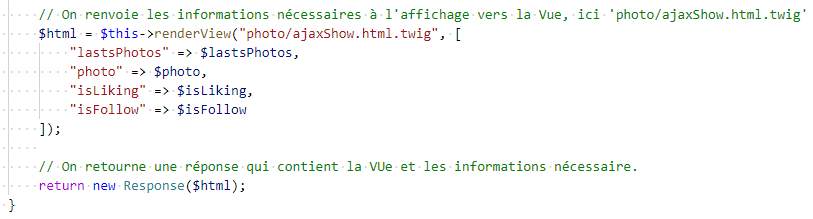 // On renvoie les informations nécessaires à l'affichage vers la Vue, ici 'photo/ajaxShow.html.twig'
$html = $this->renderView("photo/ajaxShow.html.twig", [
"lastsPhotos" => $lastsPhotos,
"photo" => $photo,
"isLiking" => $isLiking,
"isFollow" => $isFollow
]);
// On retourne une réponse qui contient la VUe et les informations nécessaire.
return new Response($html);
}